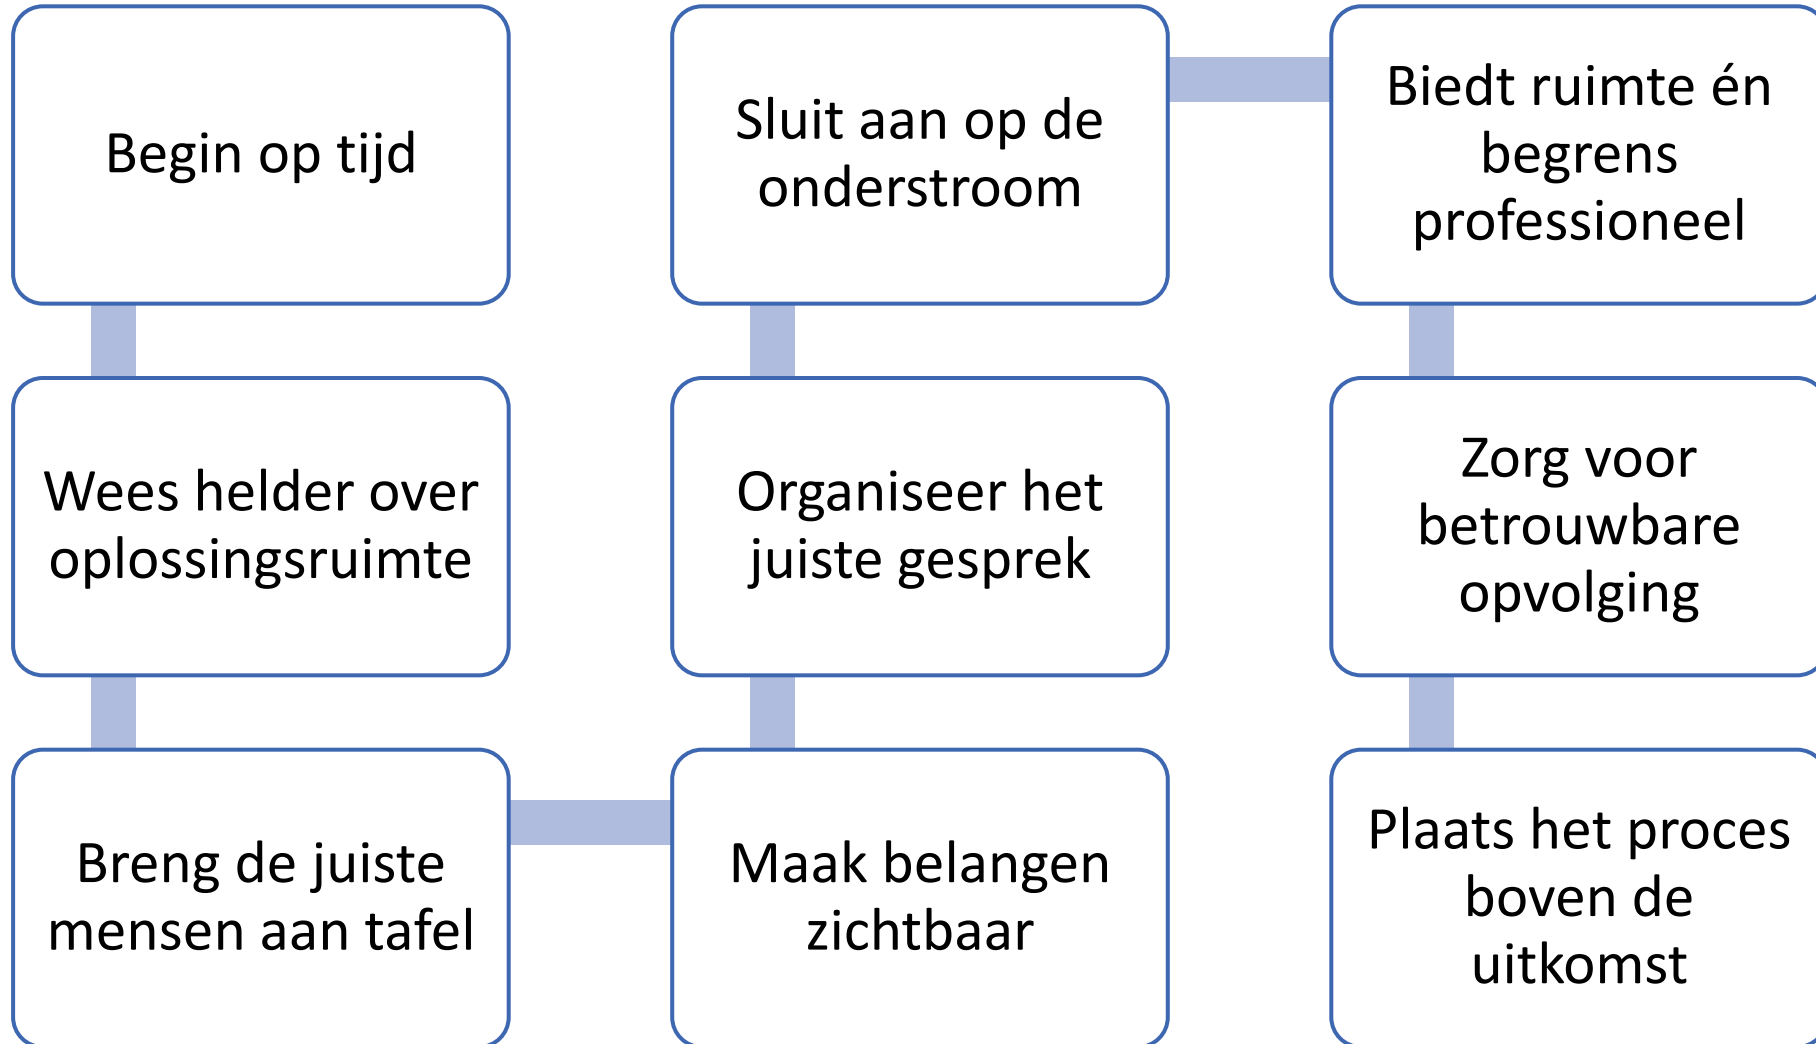 Begin op tijd
Wees helder over
oplossingsruimte
Breng de juiste
mensen aan tafel
Maak belangen
zichtbaar
Organiseer het
juiste gesprek
Sluit aan op de
onderstroom
Biedt ruimte én
begrens
professioneel
Zorg voor
betrouwbare
opvolging
Plaats het proces
boven de
uitkomst